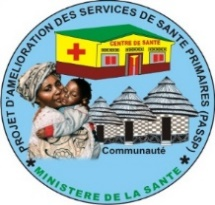 PROJET D'AMELIORATION DES SERVICES DE SANTE PRIMAIRES (PASSP)
CENTRE DE SANTE
Communauté
MINISTERE DE LA SANTE